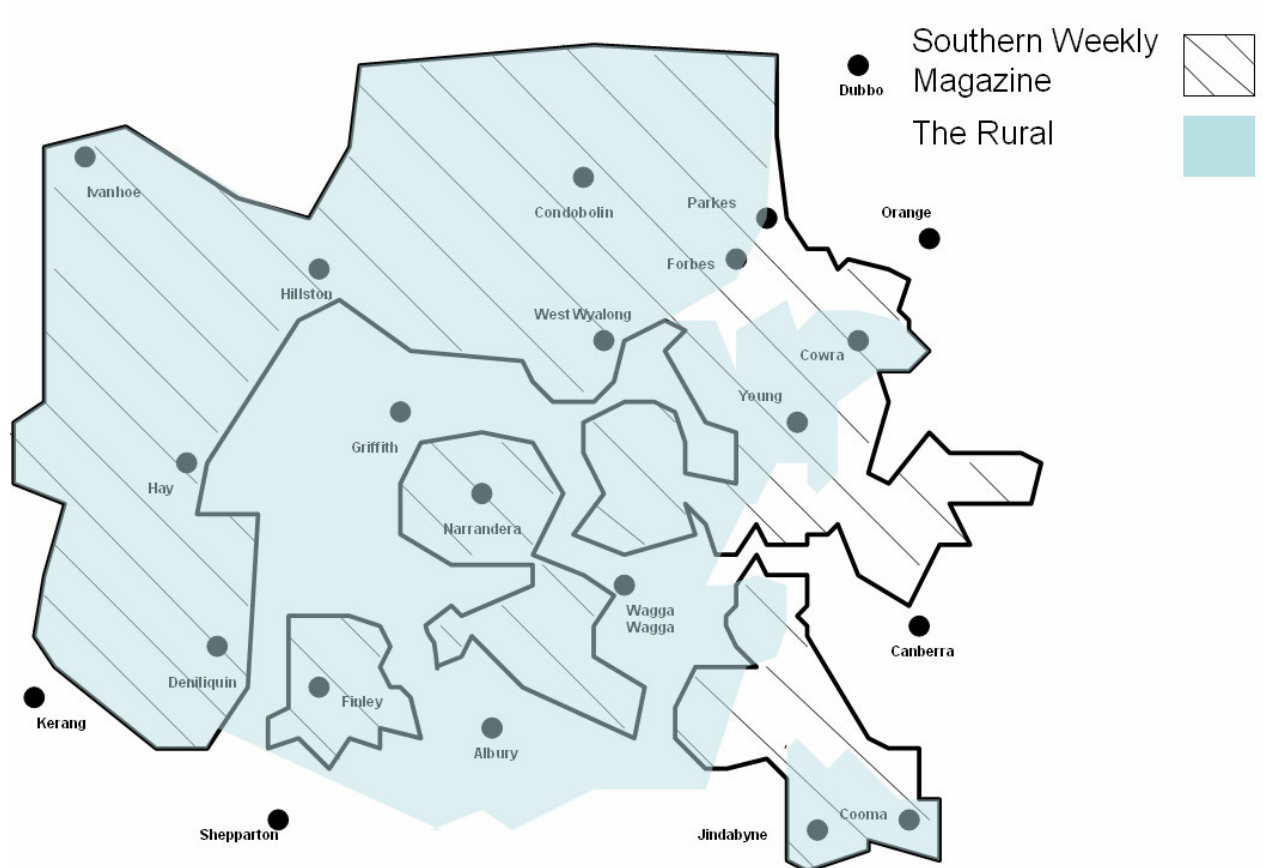 Southern Weekly
Magazine
The Rural
Dubbo
Ivanhoe
Condobolin
Parkes
Orange
Forbes
Hillston
West Wyalong
Cowra
Young
Griffith
Hay
Narrandera
Wagga
Wagga
Canberra
Deniliquin
Finley
Kerang
Albury
Shepparton
Jindabyne
Cooma